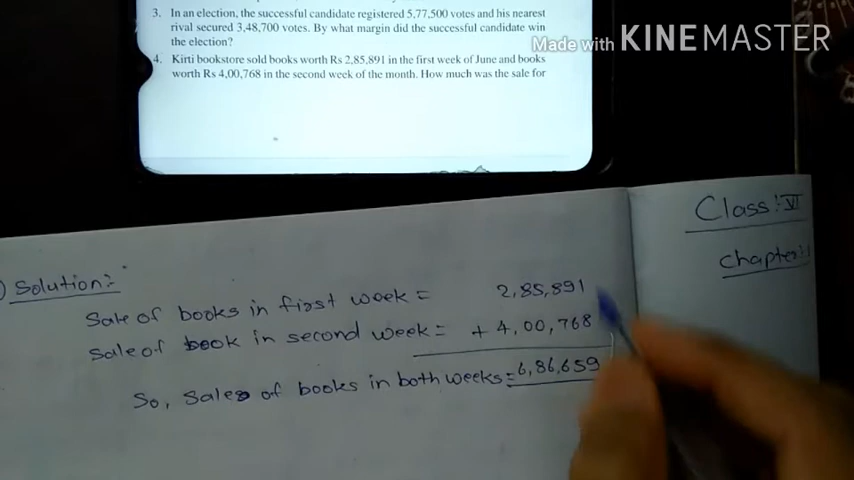 3. In an election, the successful candidate registered 5,77,500 votes and his nearest
rival secured 3,48,700 votes. By what margin did the successful candidate win
the election?
Made with KINEMASTER
4. Kirti bookstore sold books worth Rs 2,85,891 in the first week of June and books
worth Rs 4,00,768 in the second week of the month. How much was the sale for
Class: VI
Chapter: 1
) Solution:-
Sale of books in first week = 2,85,891
Sale of book in second week = + 4,00,768
So, Sales of books in both weeks = 6,86,659